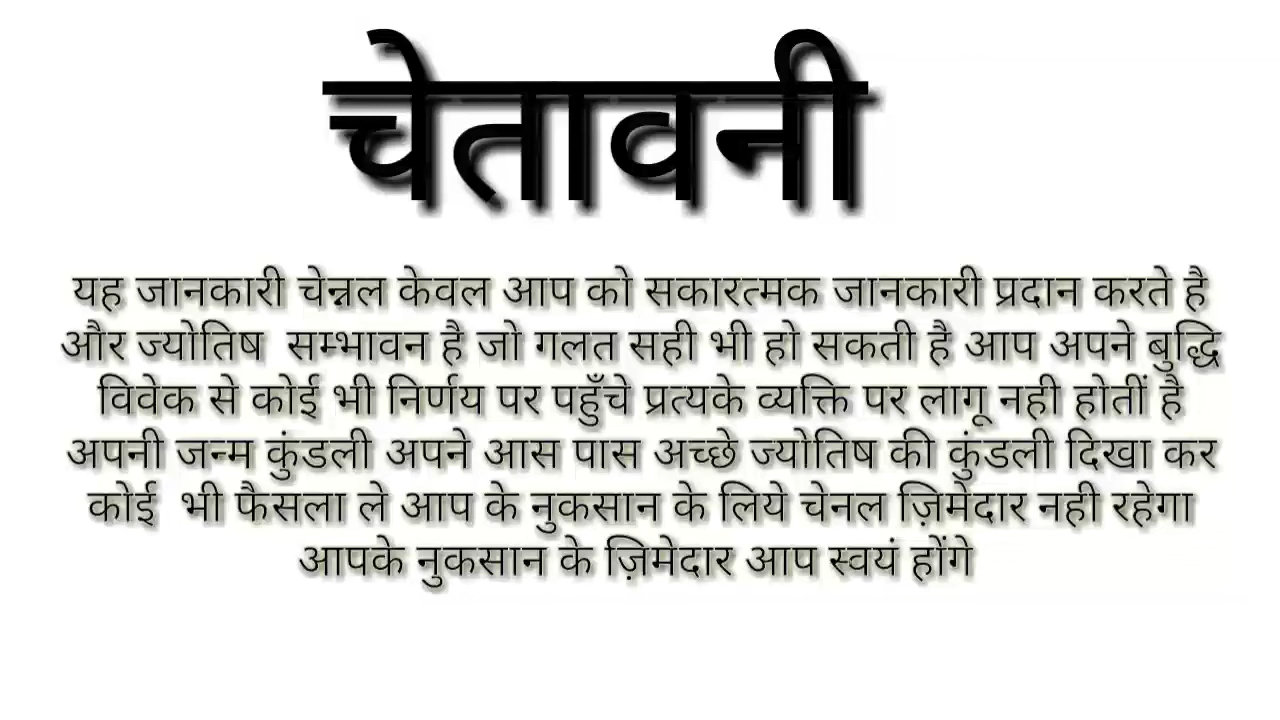 चेतावनी
यह जानकारी चेन्नल केवल आप को सकारत्मक जानकारी प्रदान करते है
और ज्योतिष सम्भावन है जो गलत सही भी हो सकती है आप अपने बुद्धि
विवेक से कोई भी निर्णय पर पहुँचे प्रत्यके व्यक्ति पर लागू नही होतीं है
अपनी जन्म कुंडली अपने आस पास अच्छे ज्योतिष की कुंडली दिखा कर
कोई भी फैसला ले आप के नुकसान के लिये चेनल ज़िमेदार नही रहेगा
आपके नुकसान के ज़िमेदार आप स्वयं होंगे